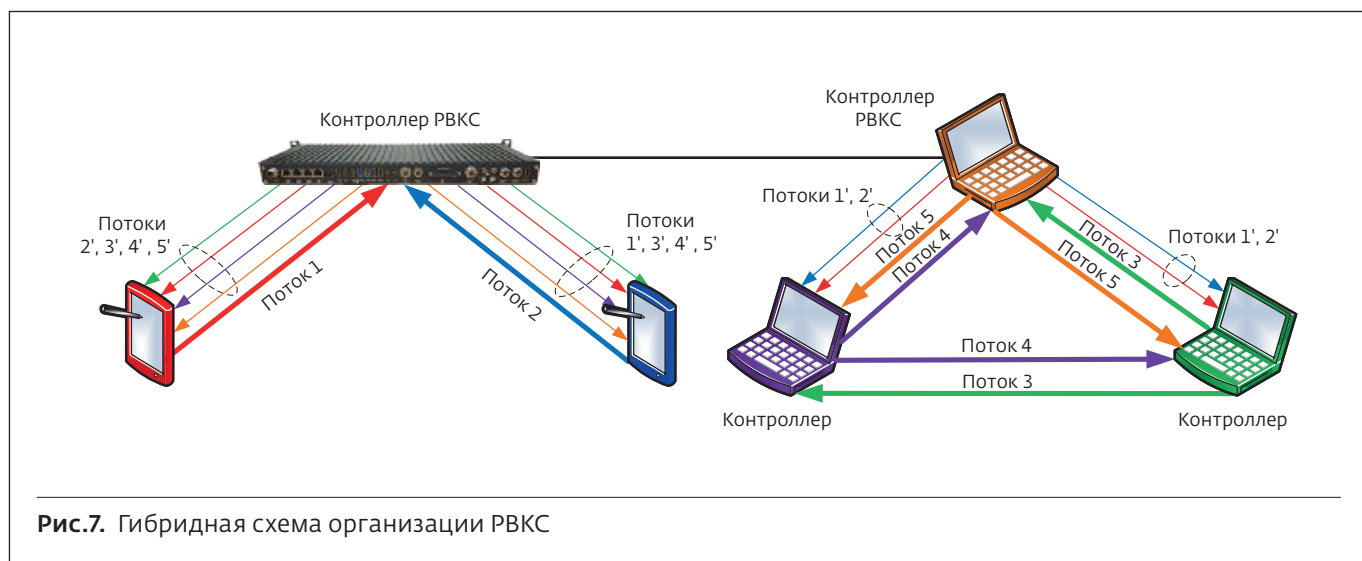 Контроллер РВКС
Контроллер
РВКС
Потоки
2', 3', 4' , 5'
Поток 1
Поток 2
Потоки
1', 3', 4' , 5'
Потоки 1', 2'
Поток 5
Поток 4
Поток 3
Поток 5
Потоки 1', 2'
Поток 4
Поток 3
Контроллер
Контроллер
Рис.7. Гибридная схема организации РВКС